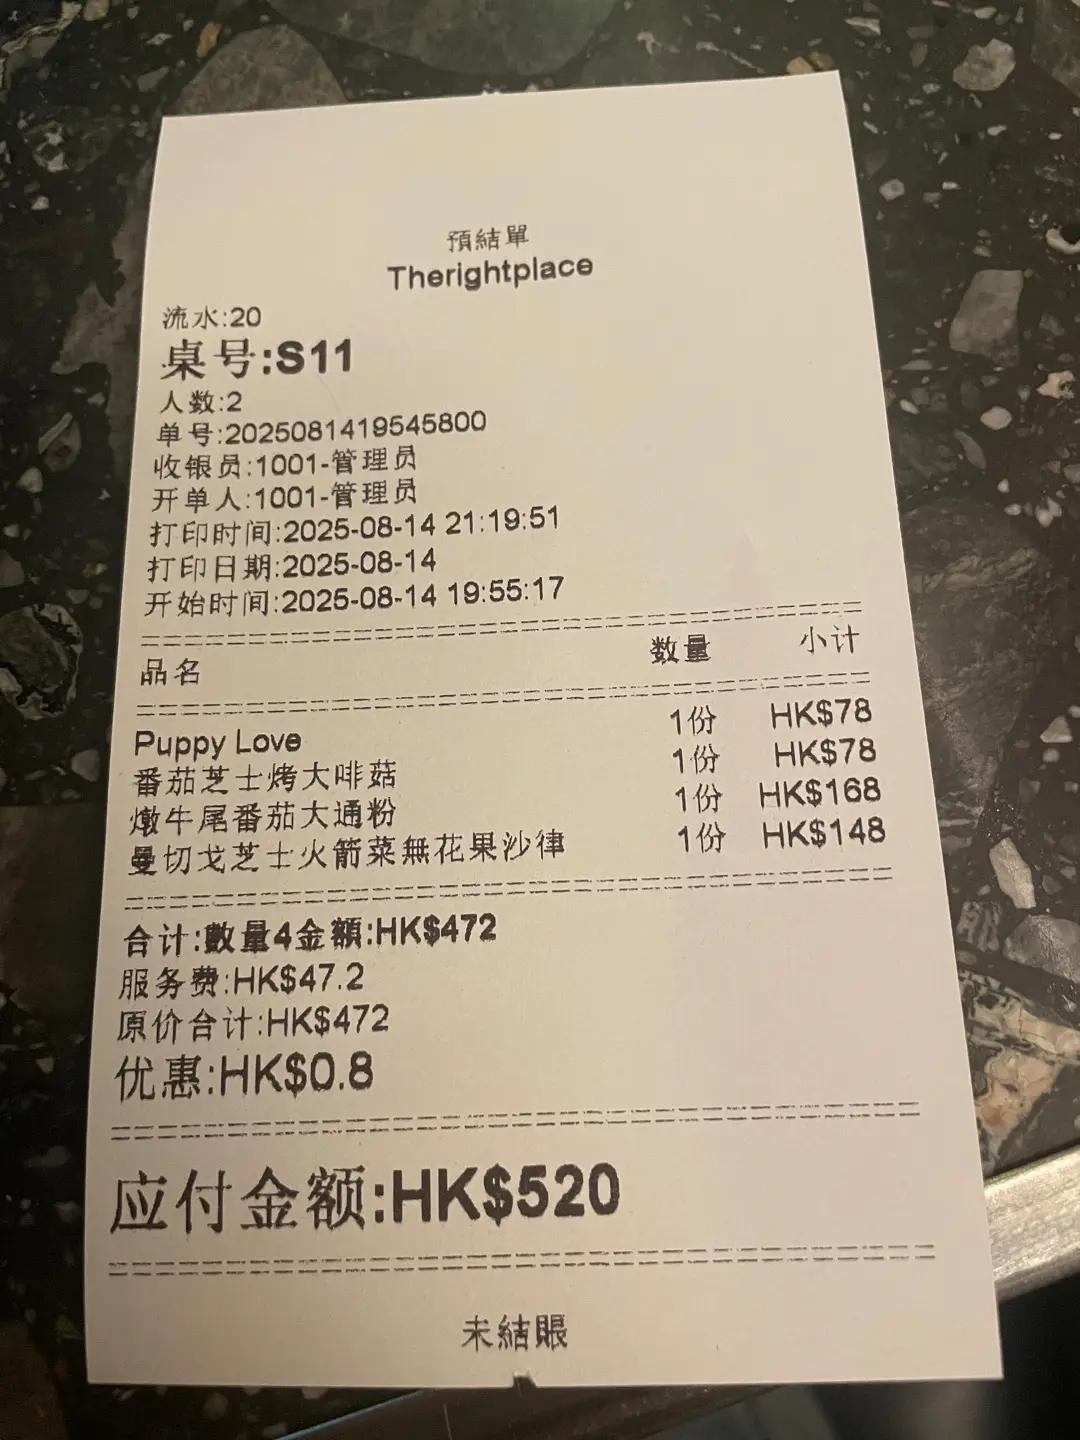 預結單
Therightplace
流水:20
桌号:S11
人数:2
单号:2025081419545800
收银员:1001-管理员
开单人:1001-管理员
打印时间:2025-08-14 21:19:51
打印日期:2025-08-14
开始时间:2025-08-14 19:55:17
品名 数量 小计
Puppy Love 1份 HK$78
番茄芝士烤大啡菇 1份 HK$78
燉牛尾番茄大通粉 1份 HK$168
曼切戈芝士火箭菜無花果沙律 1份 HK$148
合计:數量4金額:HK$472
服务费:HK$47.2
原价合计:HK$472
优惠:HK$0.8
应付金额:HK$520
未結賬